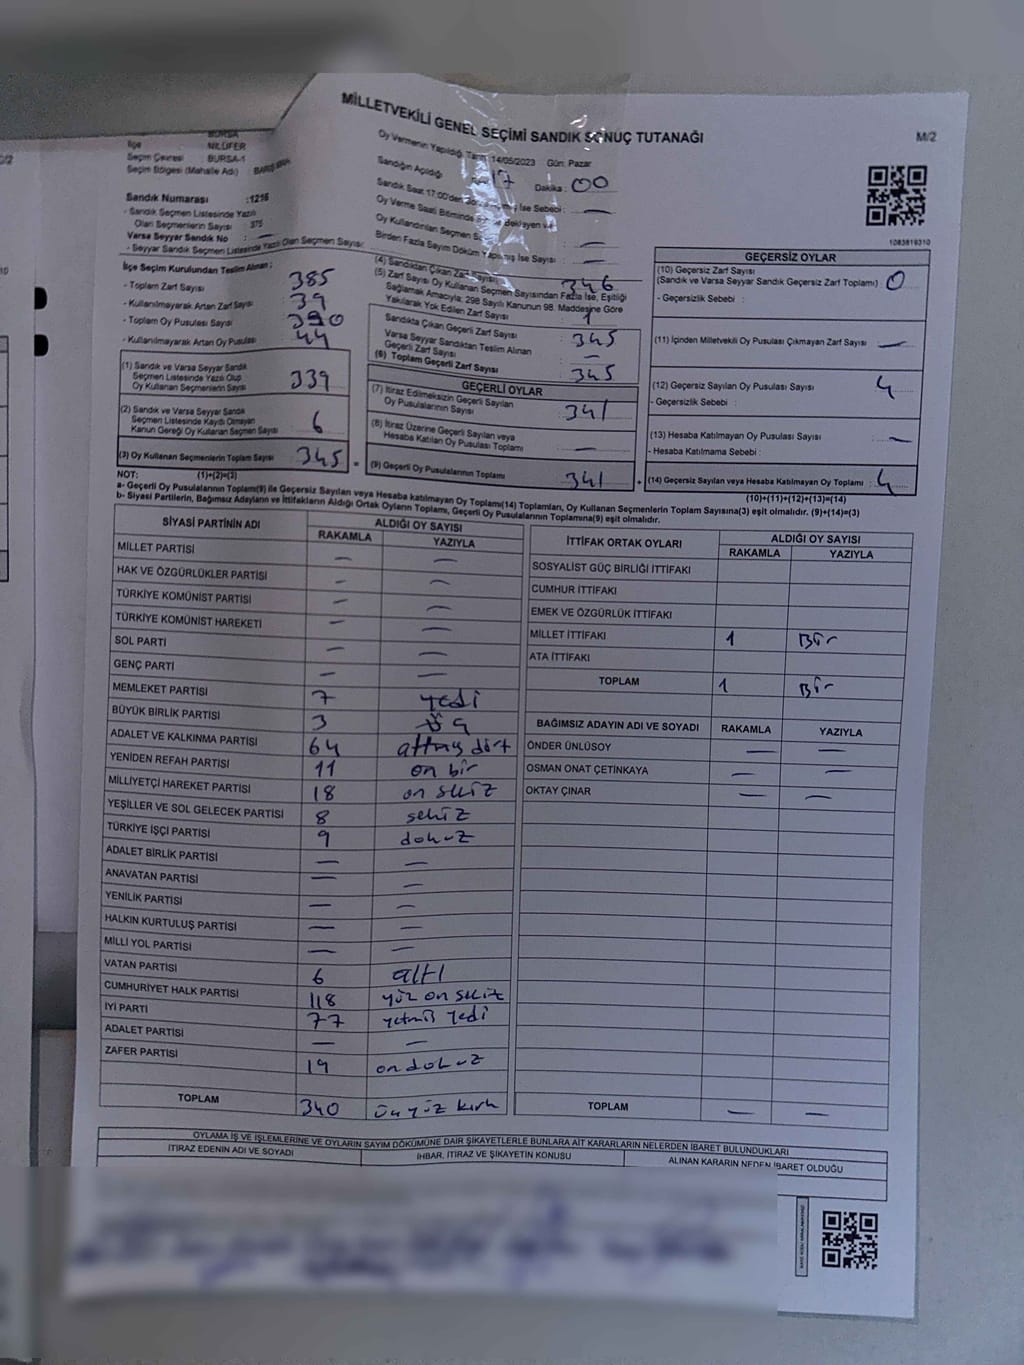 MİLLETVEKİLİ GENEL SEÇİMİ SANDIK SONUÇ TUTANAĞI
M/2
BURSA
İlçe NİLÜFER
Seçim Çevresi BURSA-1
Seçim Bölgesi (Mahalle Adı) :
Oy Vermenin Yapıldığı Tarih 14/05/2023 Gün: Pazar
Sandığın Açıldığı 17 Dakika : 00
Sandık Saat 17:00'den İse Sebebi : —
Oy Verme Saati Bitiminde
Oy Kullandırılan Seçmen —
Birden Fazla Sayım Döküm İse Sayısı : —
1083819310
Sandık Numarası :1216
- Sandık Seçmen Listesinde Yazılı
Olan Seçmenlerin Sayısı 375
Varsa Seyyar Sandık No : —
- Seyyar Sandık Seçmen Listesinde Yazılı Olan Seçmen Sayısı:
İlçe Seçim Kurulundan Teslim Alınan ;
- Toplam Zarf Sayısı 385
- Kullanılmayarak Artan Zarf Sayısı 39
- Toplam Oy Pusulası Sayısı 390
- Kullanılmayarak Artan Oy Pusulası 44
(1) Sandık ve Varsa Seyyar Sandık
Seçmen Listesinde Yazılı Olup
Oy Kullanan Seçmenlerin Sayısı 339
(2) Sandık ve Varsa Seyyar Sandık
Seçmen Listesinde Kaydı Olmayan
Kanun Gereği Oy Kullanan Seçmen Sayısı 6
(3) Oy Kullanan Seçmenlerin Toplam Sayısı 345
(4) Sandıktan Çıkan Zarf Sayısı 346
(5) Zarf Sayısı Oy Kullanan Seçmen Sayısından Fazla İse, Eşitliği
Sağlamak Amacıyla; 298 Sayılı Kanunun 98. Maddesine Göre
Yakılarak Yok Edilen Zarf Sayısı 1
Sandıkta Çıkan Geçerli Zarf Sayısı 345
Varsa Seyyar Sandıktan Teslim Alınan
Geçerli Zarf Sayısı —
(6) Toplam Geçerli Zarf Sayısı 345
GEÇERLİ OYLAR
(7) İtiraz Edilmeksizin Geçerli Sayılan
Oy Pusulalarının Sayısı 341
(8) İtiraz Üzerine Geçerli Sayılan veya
Hesaba Katılan Oy Pusulası Toplamı —
(9) Geçerli Oy Pusulalarının Toplamı 341
GEÇERSİZ OYLAR
(10) Geçersiz Zarf Sayısı
(Sandık ve Varsa Seyyar Sandık Geçersiz Zarf Toplamı) 0
- Geçersizlik Sebebi :
(11) İçinden Milletvekili Oy Pusulası Çıkmayan Zarf Sayısı —
(12) Geçersiz Sayılan Oy Pusulası Sayısı 4
- Geçersizlik Sebebi :
(13) Hesaba Katılmayan Oy Pusulası Sayısı —
- Hesaba Katılmama Sebebi :
(14) Geçersiz Sayılan veya Hesaba Katılmayan Oy Toplamı : 4
NOT: (1)+(2)=(3) (10)+(11)+(12)+(13)=(14)
a- Geçerli Oy Pusulasının Toplamı(9) ile Geçersiz Sayılan veya Hesaba katılmayan Oy Toplamı(14) Toplamları, Oy Kullanan Seçmenlerin Toplam Sayısına(3) eşit olmalıdır. (9)+(14)=(3)
b- Siyasi Partilerin, Bağımsız Adayların ve İttifakların Aldığı Ortak Oyların Toplamı, Geçerli Oy Pusulalarının Toplamına(9) eşit olmalıdır.
SİYASİ PARTİNİN ADI ALDIĞI OY SAYISI
RAKAMLA YAZIYLA
MİLLET PARTİSİ — —
HAK VE ÖZGÜRLÜKLER PARTİSİ — —
TÜRKİYE KOMÜNİST PARTİSİ — —
TÜRKİYE KOMÜNİST HAREKETİ — —
SOL PARTİ — —
GENÇ PARTİ — —
MEMLEKET PARTİSİ 7 yedi
BÜYÜK BİRLİK PARTİSİ 3 üç
ADALET VE KALKINMA PARTİSİ 64 altmış dört
YENİDEN REFAH PARTİSİ 11 on bir
MİLLİYETÇİ HAREKET PARTİSİ 18 on sekiz
YEŞİLLER VE SOL GELECEK PARTİSİ 8 sekiz
TÜRKİYE İŞÇİ PARTİSİ 9 dokuz
ADALET BİRLİK PARTİSİ — —
ANAVATAN PARTİSİ — —
YENİLİK PARTİSİ — —
HALKIN KURTULUŞ PARTİSİ — —
MİLLİ YOL PARTİSİ — —
VATAN PARTİSİ 6 altı
CUMHURİYET HALK PARTİSİ 118 yüz on sekiz
İYİ PARTİ 77 yetmiş yedi
ADALET PARTİSİ — —
ZAFER PARTİSİ 19 on dokuz
TOPLAM 340 üç yüz kırk
İTTİFAK ORTAK OYLARI ALDIĞI OY SAYISI
RAKAMLA YAZIYLA
SOSYALİST GÜÇ BİRLİĞİ İTTİFAKI
CUMHUR İTTİFAKI
EMEK VE ÖZGÜRLÜK İTTİFAKI
MİLLET İTTİFAKI 1 Bir
ATA İTTİFAKI
TOPLAM 1 Bir
BAĞIMSIZ ADAYIN ADI VE SOYADI RAKAMLA YAZIYLA
ÖNDER ÜNLÜSOY — —
OSMAN ONAT ÇETİNKAYA — —
OKTAY ÇINAR — —
TOPLAM — —
OYLAMA İŞ VE İŞLEMLERİNE VE OYLARIN SAYIM DÖKÜMÜNE DAİR ŞİKAYETLERLE BUNLARA AİT KARARLARIN NELERDEN İBARET BULUNDUKLARI
İTİRAZ EDENİN ADI VE SOYADI İHBAR, İTİRAZ VE ŞİKAYETİN KONUSU ALINAN KARARIN NEDEN İBARET OLDUĞU